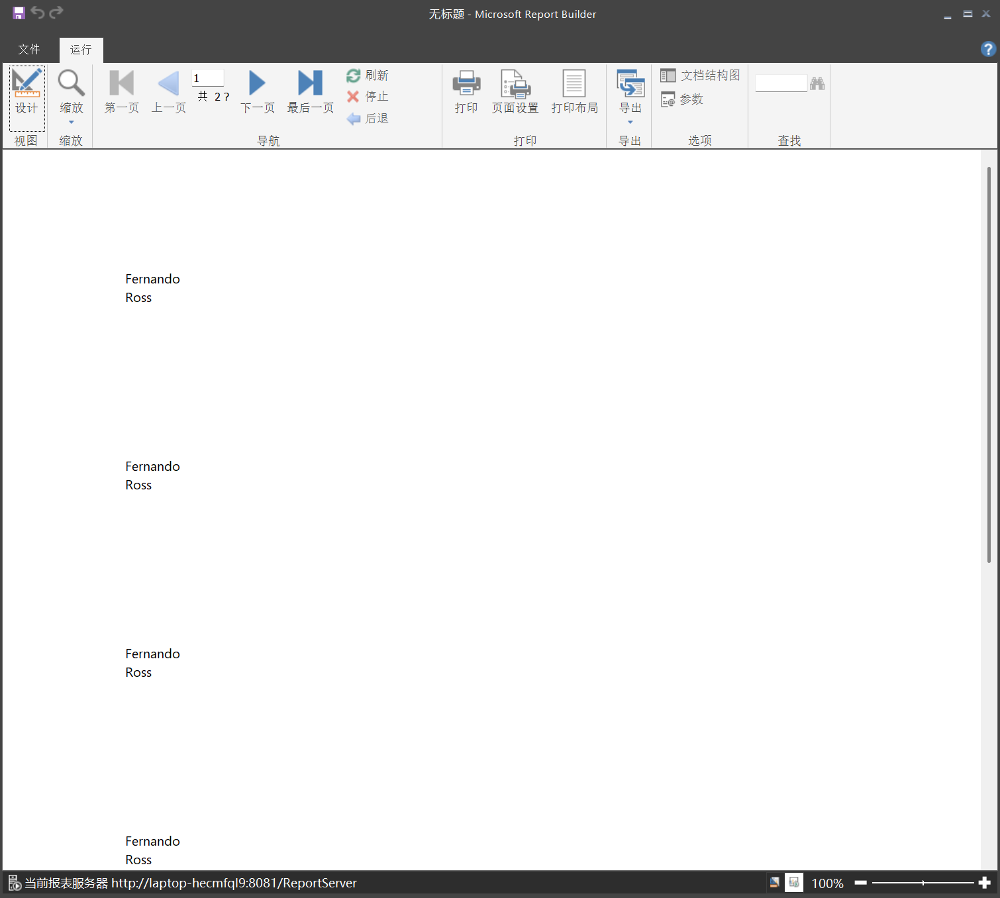 无标题 - Microsoft Report Builder
文件
运行
设计
缩放
第一页
上一页
1
共 2 ?
下一页
最后一页
刷新
停止
后退
打印
页面设置
打印布局
导出
文档结构图
参数
视图
缩放
导航
打印
导出
选项
查找
Fernando
Ross
Fernando
Ross
Fernando
Ross
Fernando
Ross
当前报表服务器 http://laptop-hecmfql9:8081/ReportServer
100%